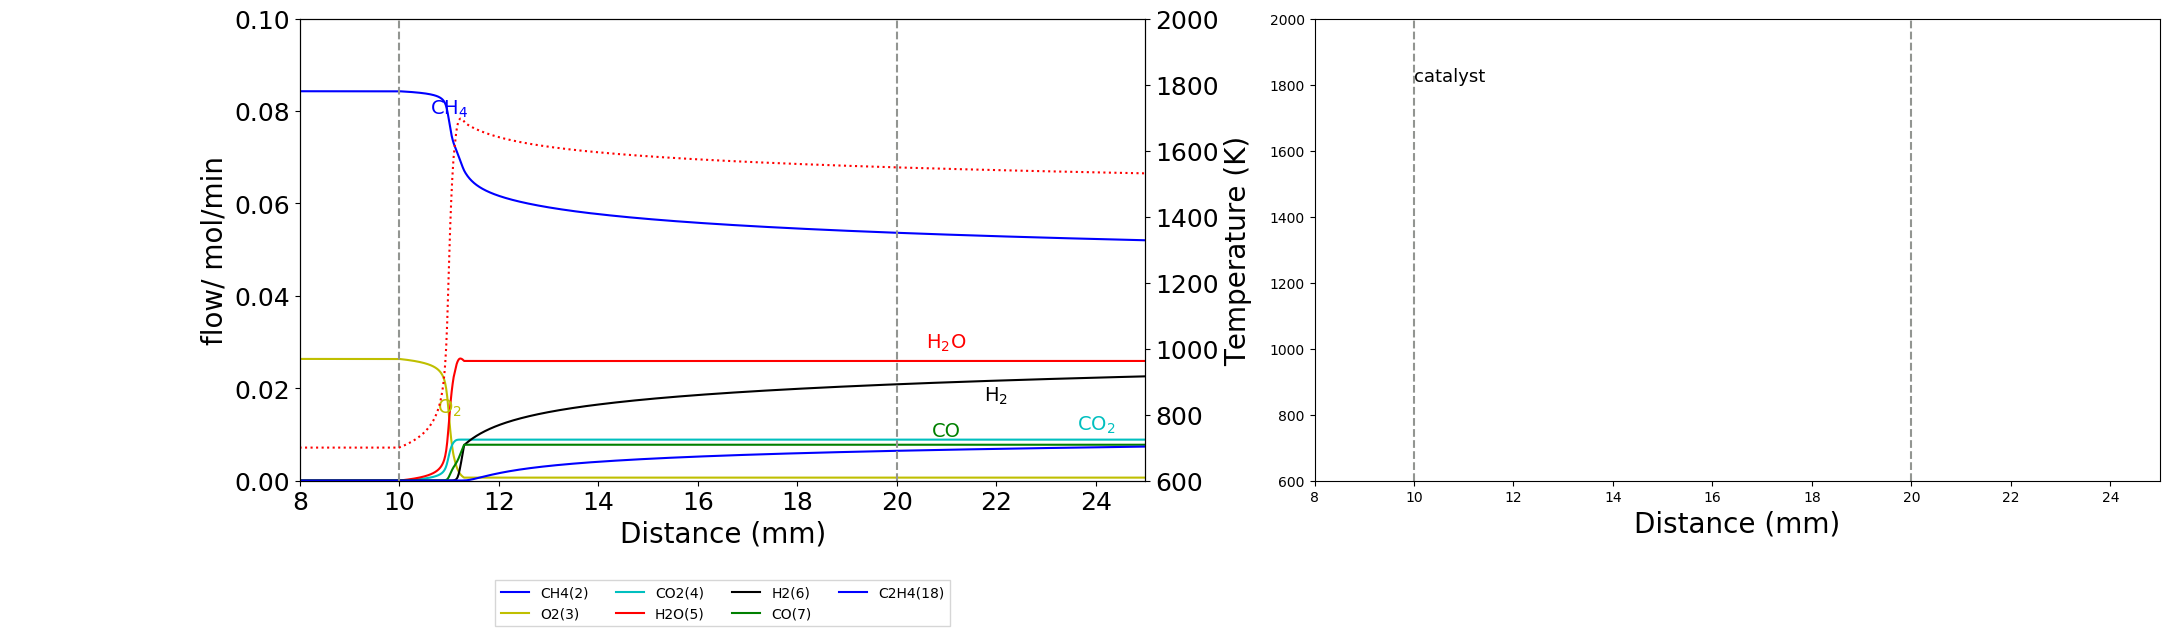 0.10
0.08
0.06
0.04
0.02
0.00
flow/ mol/min
8 10 12 14 16 18 20 22 24
Distance (mm)
2000
1800
1600
1400
1200
1000
800
600
Temperature (K)
CH₄
O₂
H₂O
H₂
CO
CO₂
CH4(2) CO2(4) H2(6) C2H4(18)
O2(3) H2O(5) CO(7)
2000
1800
1600
1400
1200
1000
800
600
catalyst
8 10 12 14 16 18 20 22 24
Distance (mm)